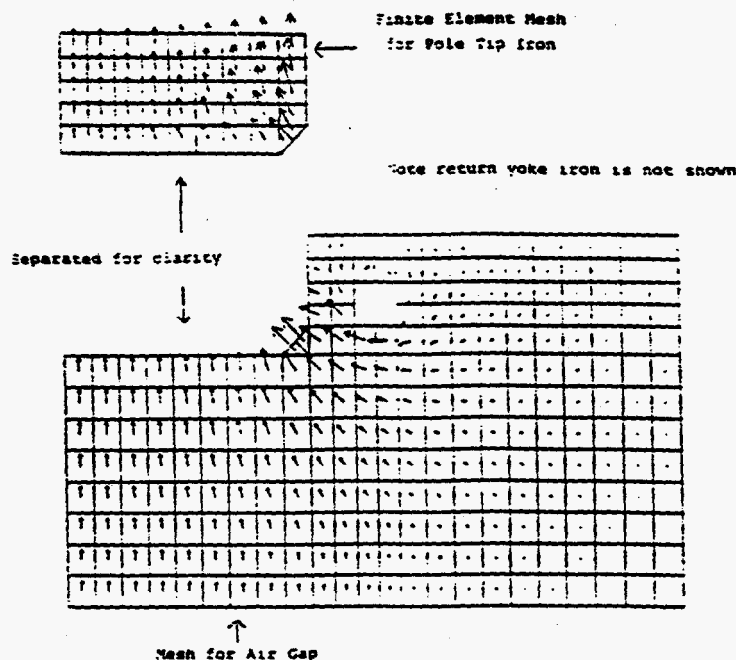 Finite Element Mesh
for Pole Tip Iron
Note return yoke iron is not shown
Separated for clarity
Mesh for Air Gap